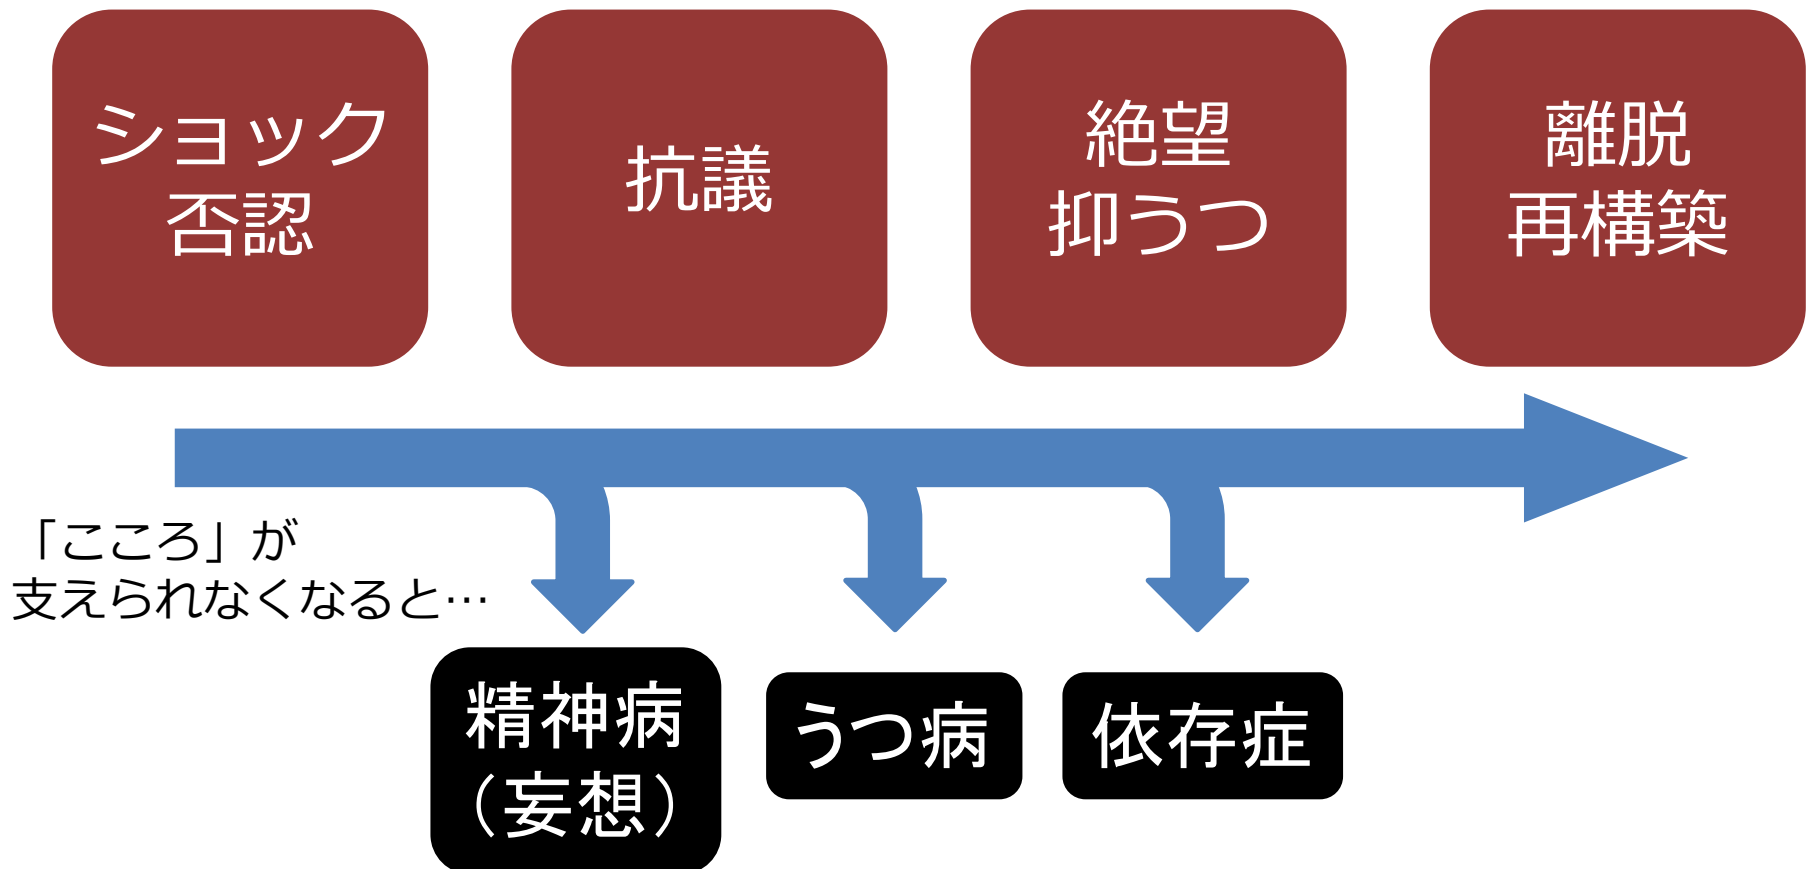 ショック
否認
抗議
絶望
抑うつ
離脱
再構築
「こころ」が
支えられなくなると…
精神病
（妄想）
うつ病
依存症